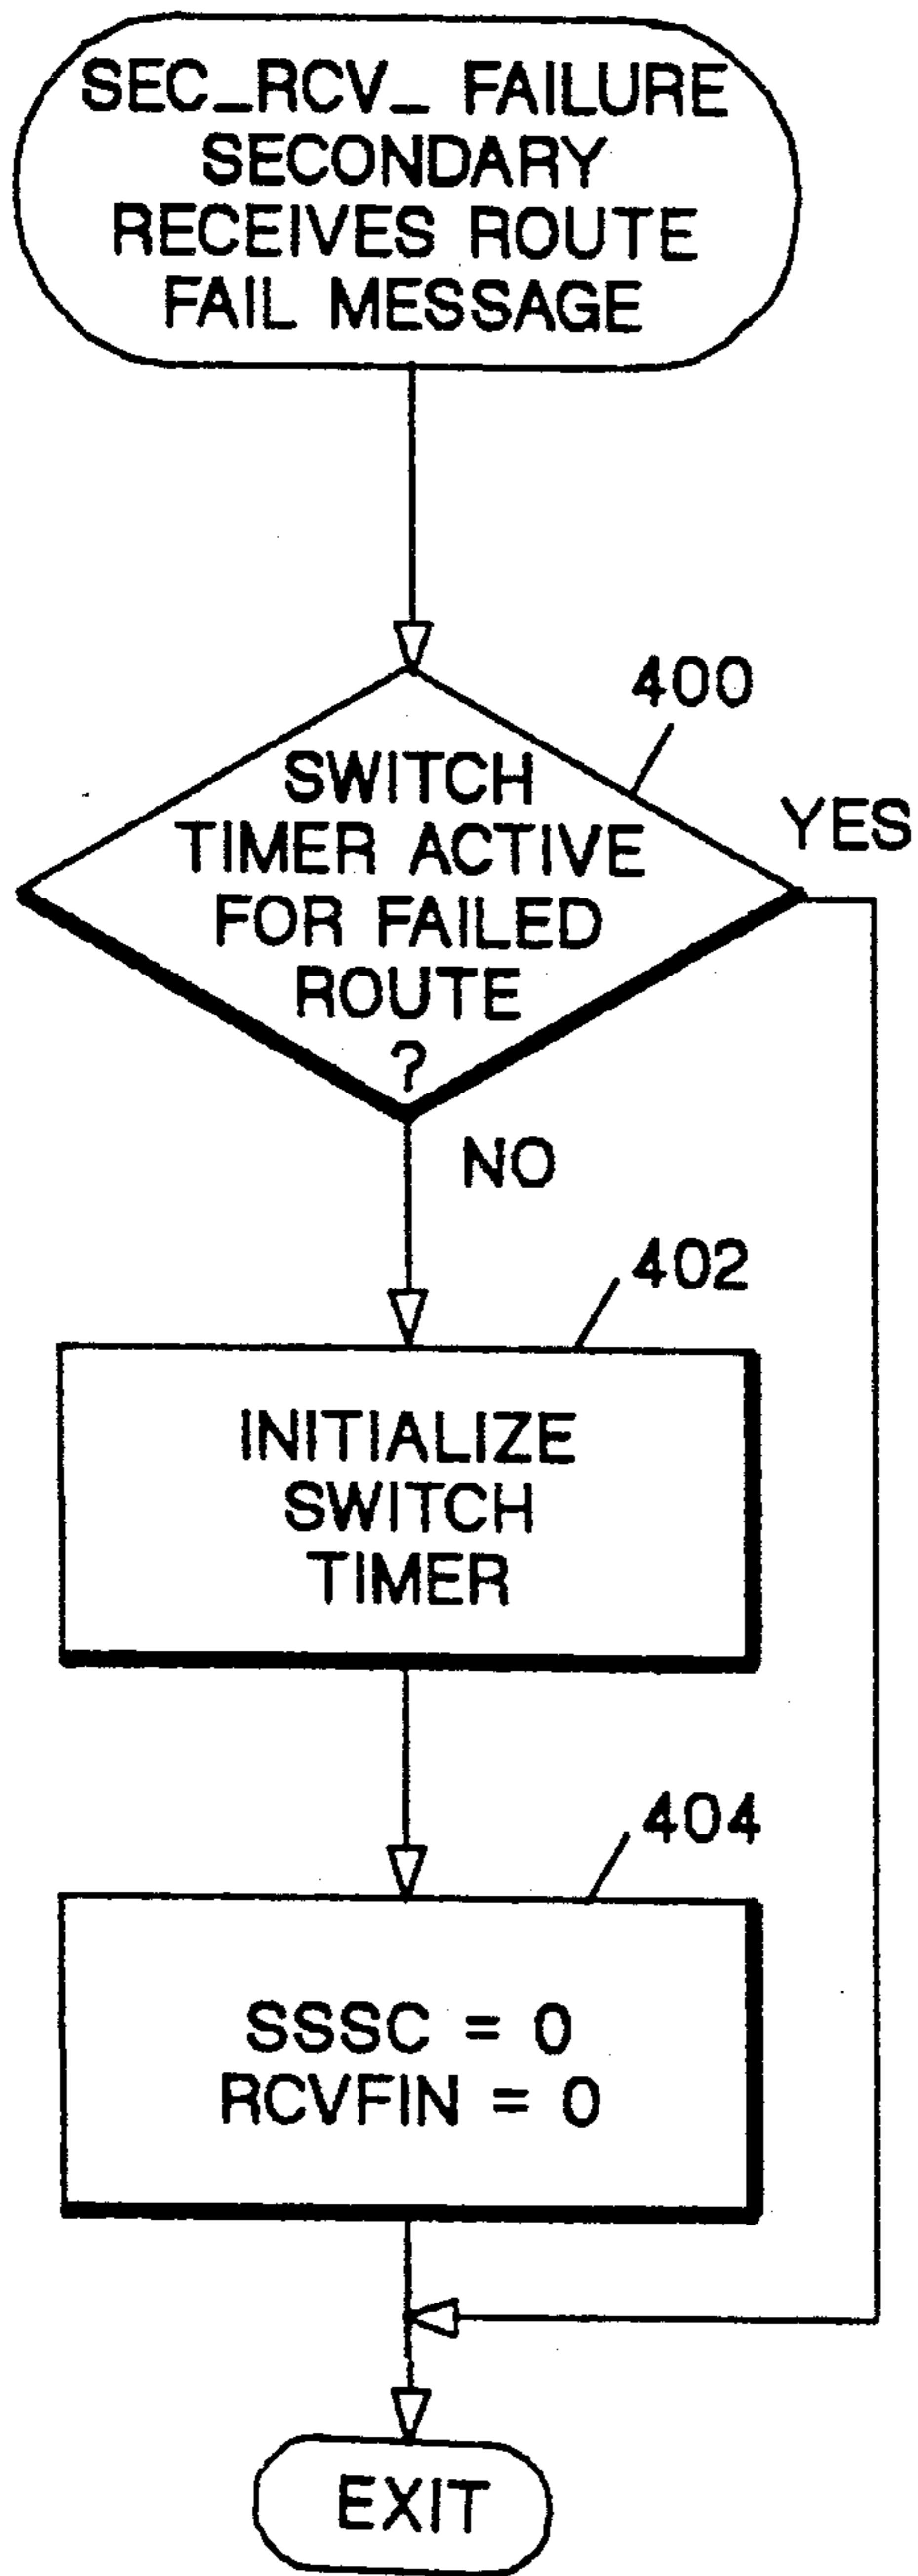 SEC_RCV_ FAILURE
SECONDARY
RECEIVES ROUTE
FAIL MESSAGE
400
SWITCH
TIMER ACTIVE
FOR FAILED
ROUTE
?
YES
NO
402
INITIALIZE
SWITCH
TIMER
404
SSSC = 0
RCVFIN = 0
EXIT